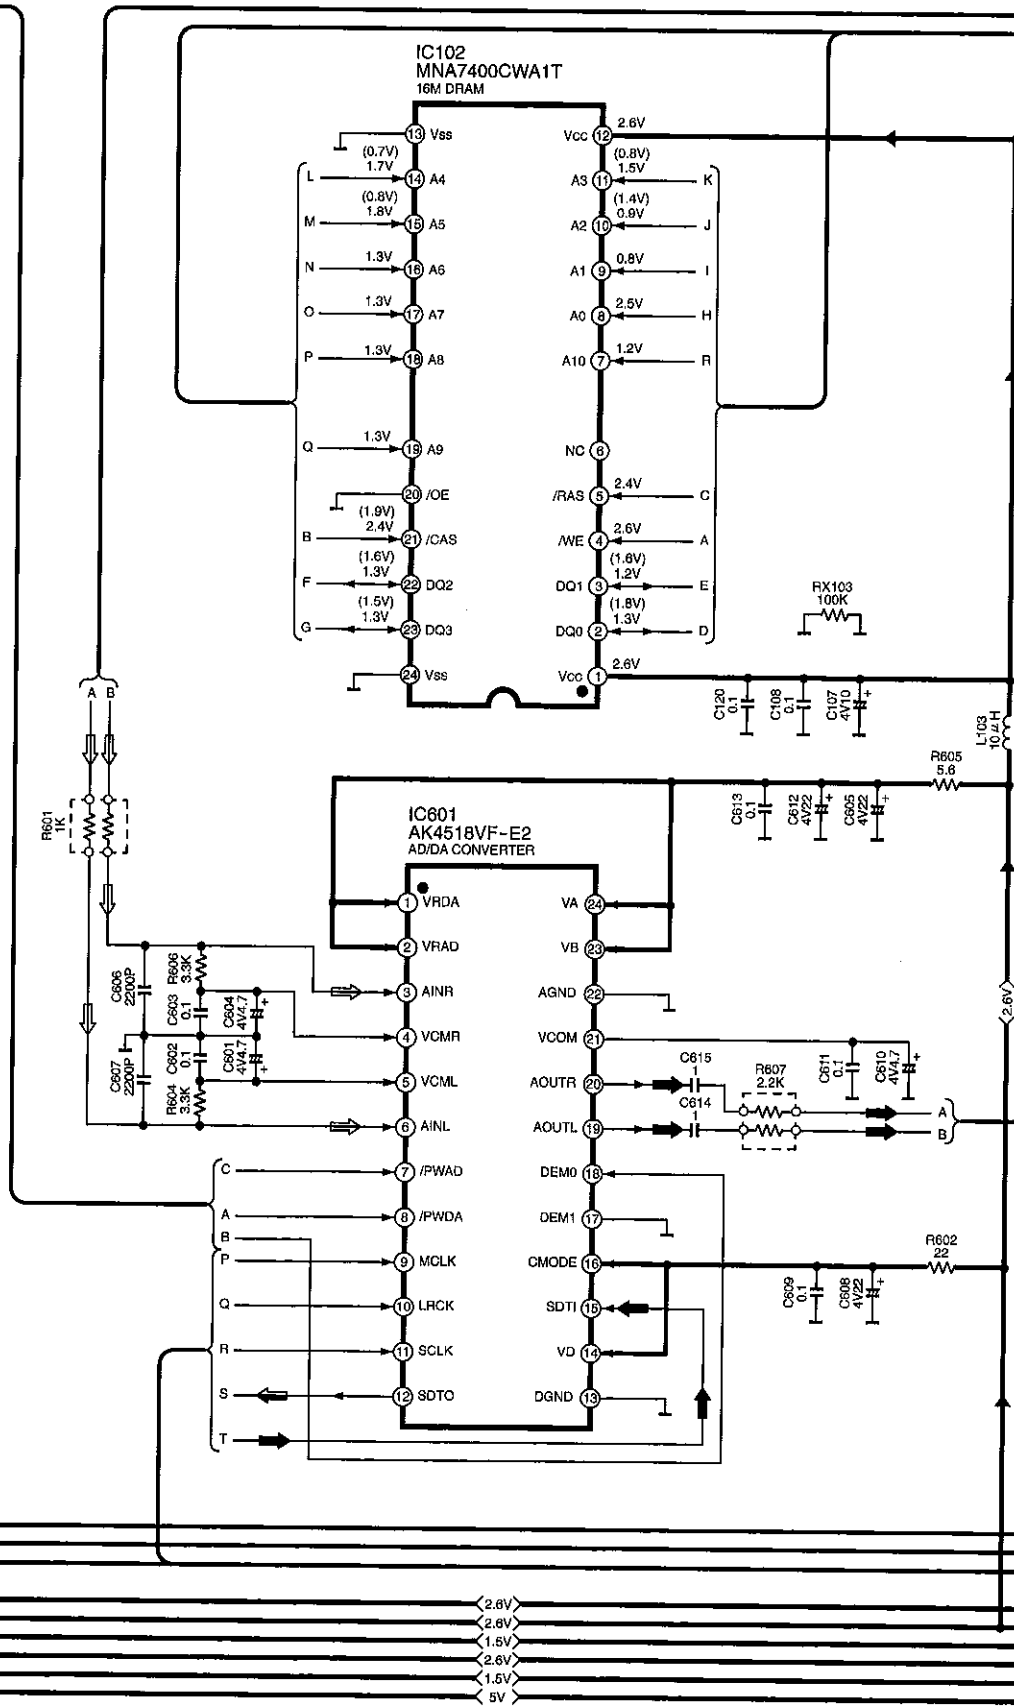 IC102
MNA7400CWA1T
16M DRAM
13 Vss
Vcc 12 2.6V
L (0.7V) 1.7V 14 A4
A3 11 (0.8V) 1.5V K
M (0.8V) 1.8V 15 A5
A2 10 (1.4V) 0.9V J
N 1.3V 16 A6
A1 9 0.8V I
O 1.3V 17 A7
A0 8 2.5V H
P 1.3V 18 A8
A10 7 1.2V R
Q 1.3V 19 A9
NC 6
20 /OE
/RAS 5 2.4V C
B (1.9V) 2.4V 21 /CAS
/WE 4 2.6V A
F (1.6V) 1.3V 22 DQ2
DQ1 3 (1.6V) 1.2V E
G (1.5V) 1.3V 23 DQ3
DQ0 2 (1.8V) 1.3V D
24 Vss
Vcc 1 2.6V
RX103
100K
C120
0.1
C108
0.1
C107
4V10
L103
10μH
A B
R601
1K
R605
5.6
C613
0.1
C612
4V22
C605
4V22
IC601
AK4518VF-E2
AD/DA CONVERTER
1 VRDA
VA 24
2 VRAD
VB 23
3 AINR
AGND 22
4 VCMR
VCOM 21
5 VCML
AOUTR 20
6 AINL
AOUTL 19
C 7 /PWAD
DEM0 18
A 8 /PWDA
DEM1 17
B
P 9 MCLK
CMODE 16
Q 10 LRCK
SDTI 15
R 11 SCLK
VD 14
S 12 SDTO
DGND 13
T
C606
2200P
R606
3.3K
C603
0.1
C604
4V4.7
C607
2200P
C602
0.1
C601
4V4.7
R604
3.3K
2.6V
C611
0.1
C610
4V4.7
C615
1
C614
1
R607
2.2K
A
B
R602
22
C609
0.1
C608
4V22
2.6V
2.6V
1.5V
2.6V
1.5V
5V